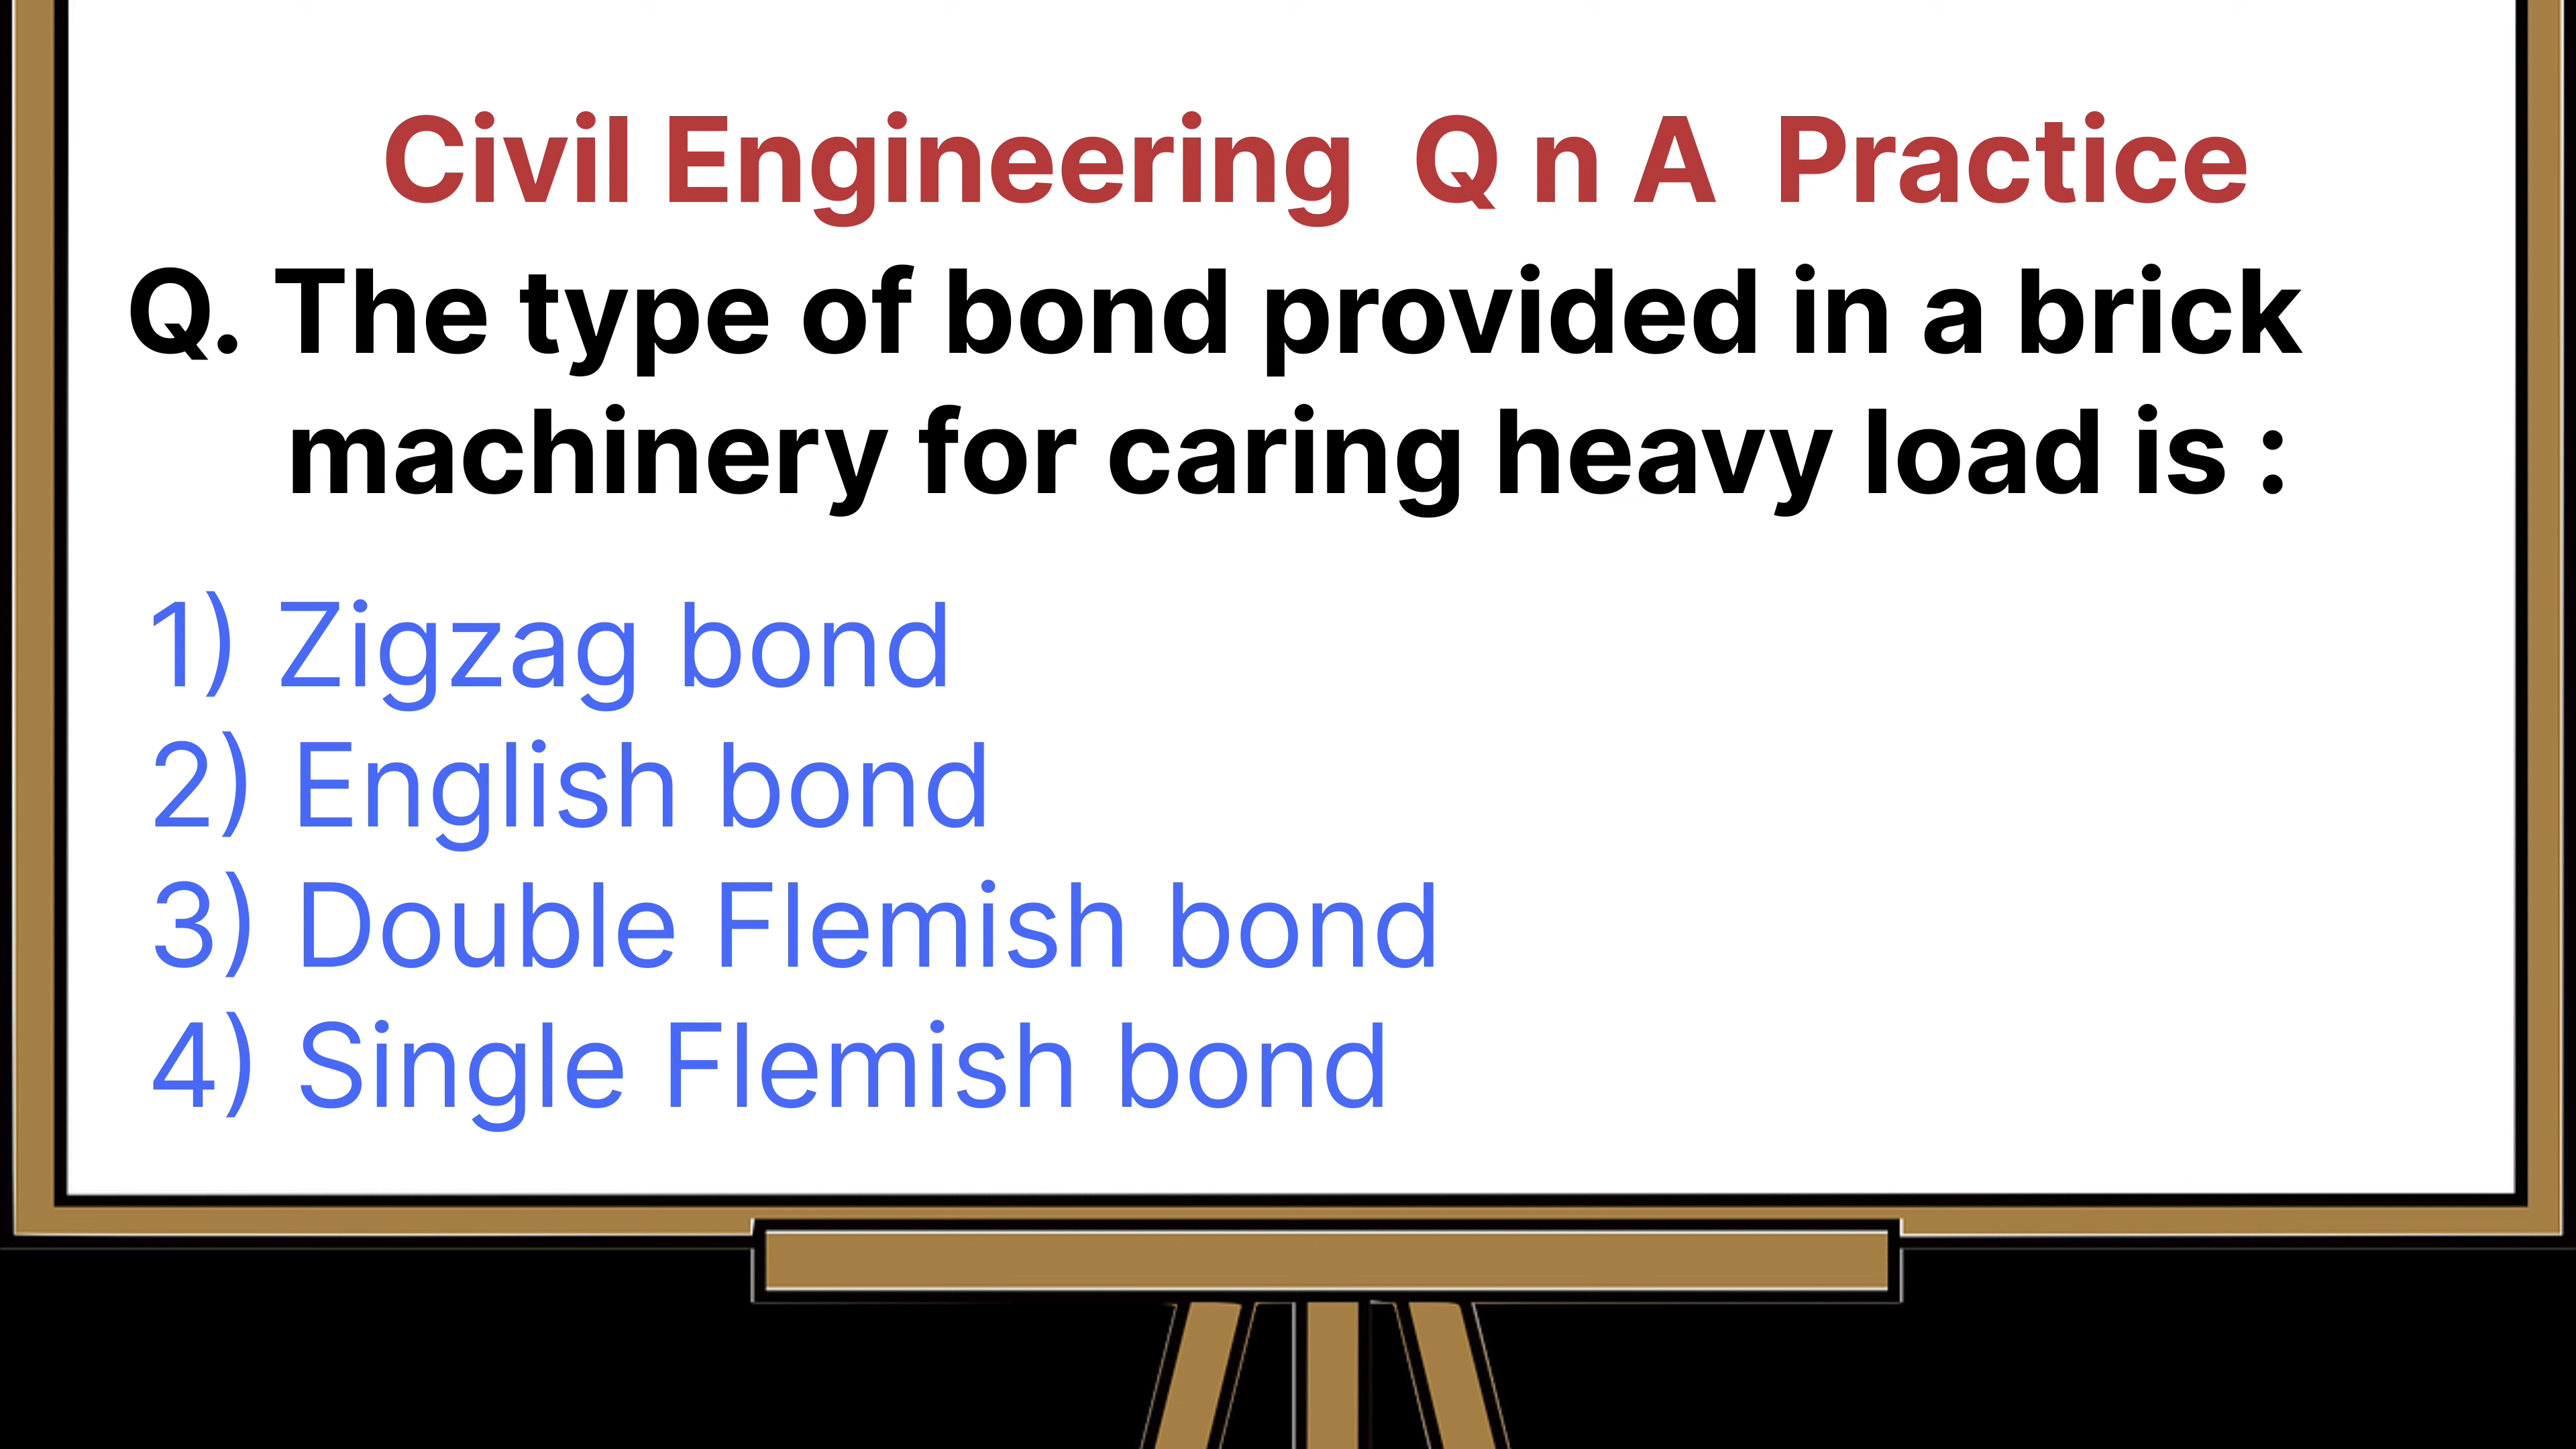 Civil Engineering Q n A Practice
Q. The type of bond provided in a brick
machinery for caring heavy load is :
1) Zigzag bond
2) English bond
3) Double Flemish bond
4) Single Flemish bond